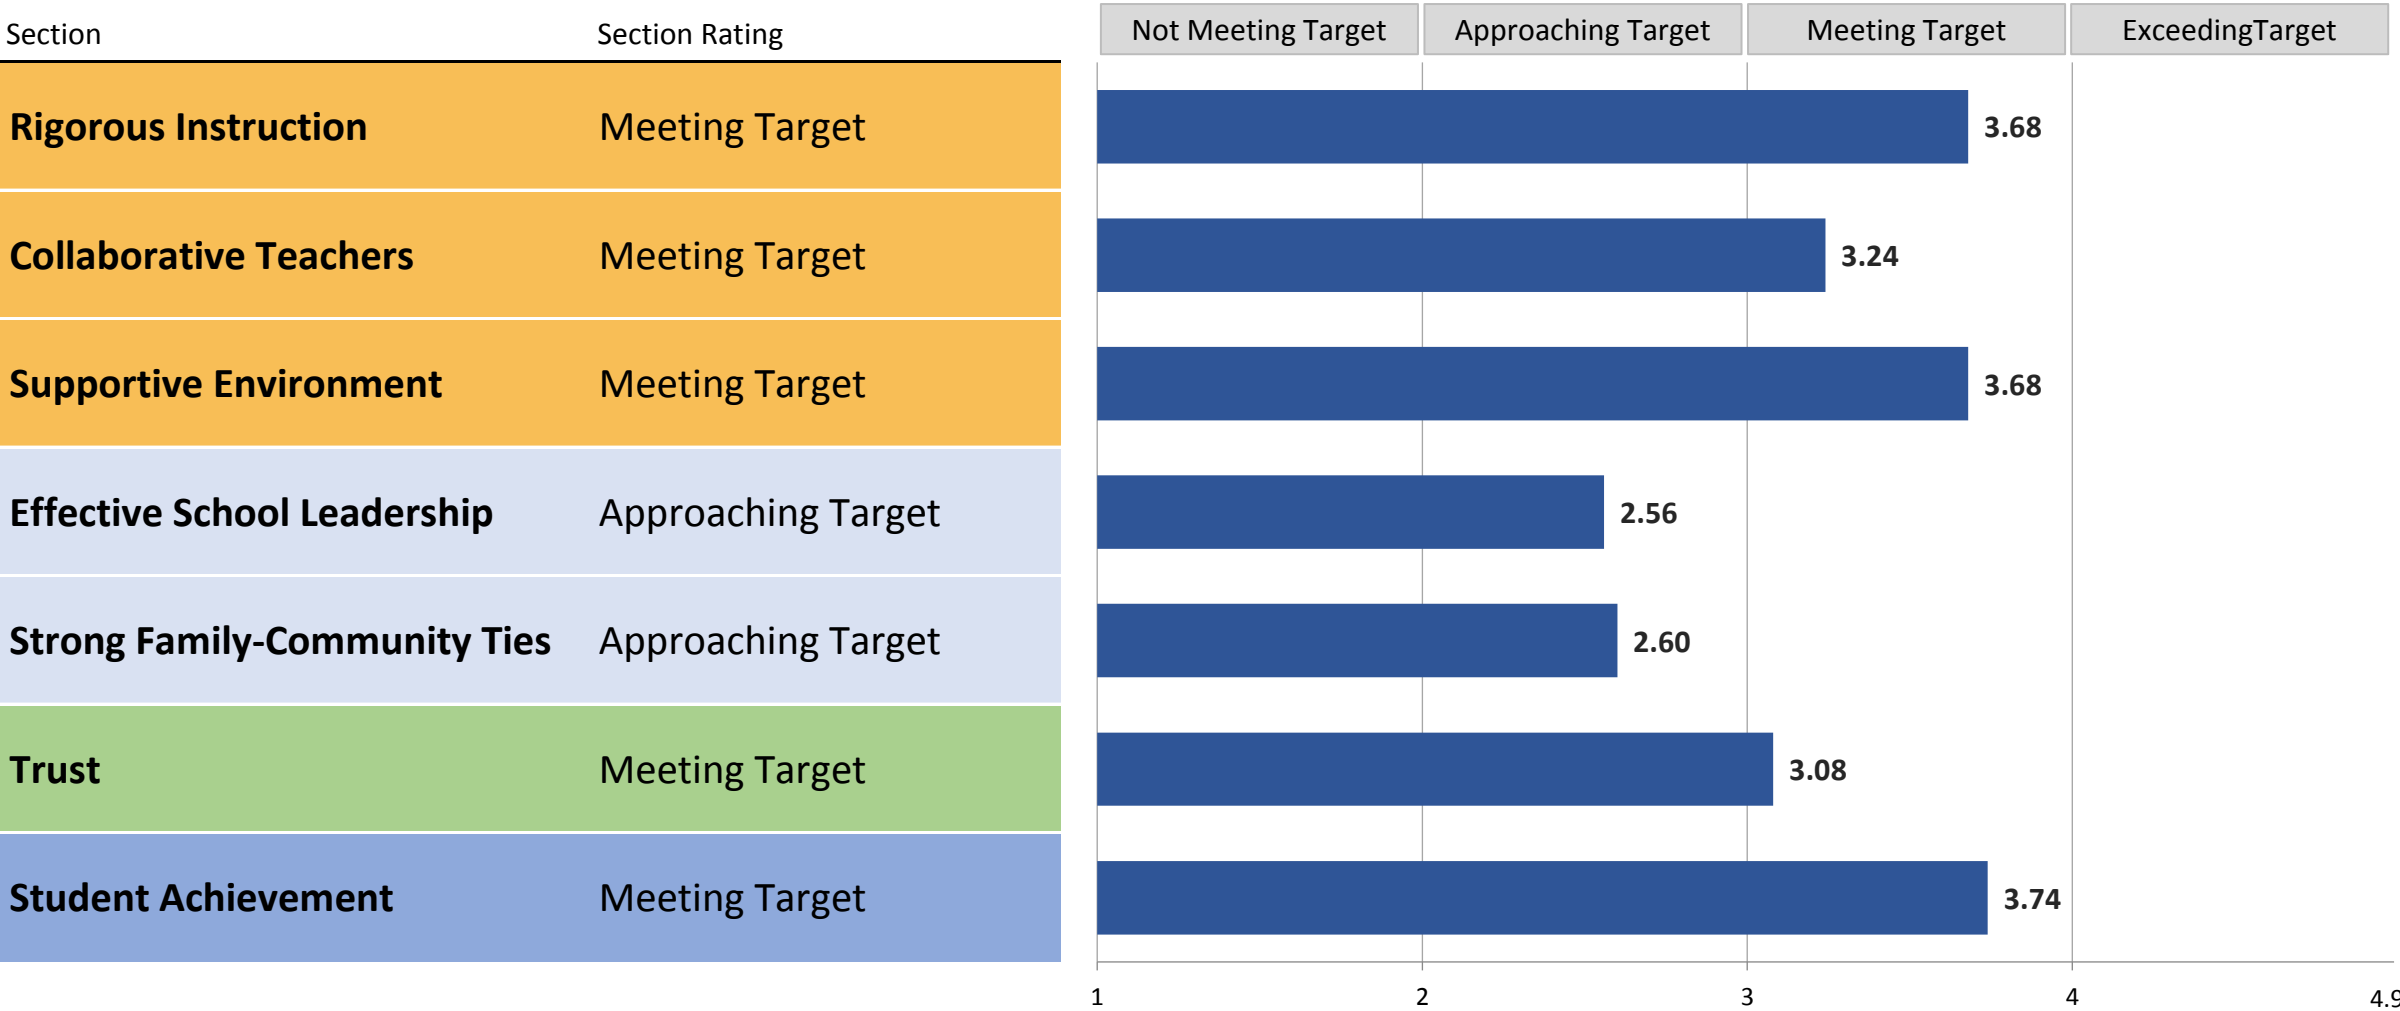 Section Section Rating Not Meeting Target Approaching Target Meeting Target ExceedingTarget
Rigorous Instruction Meeting Target 3.68
Collaborative Teachers Meeting Target 3.24
Supportive Environment Meeting Target 3.68
Effective School Leadership Approaching Target 2.56
Strong Family-Community Ties Approaching Target 2.60
Trust Meeting Target 3.08
Student Achievement Meeting Target 3.74
1 2 3 4 4.9